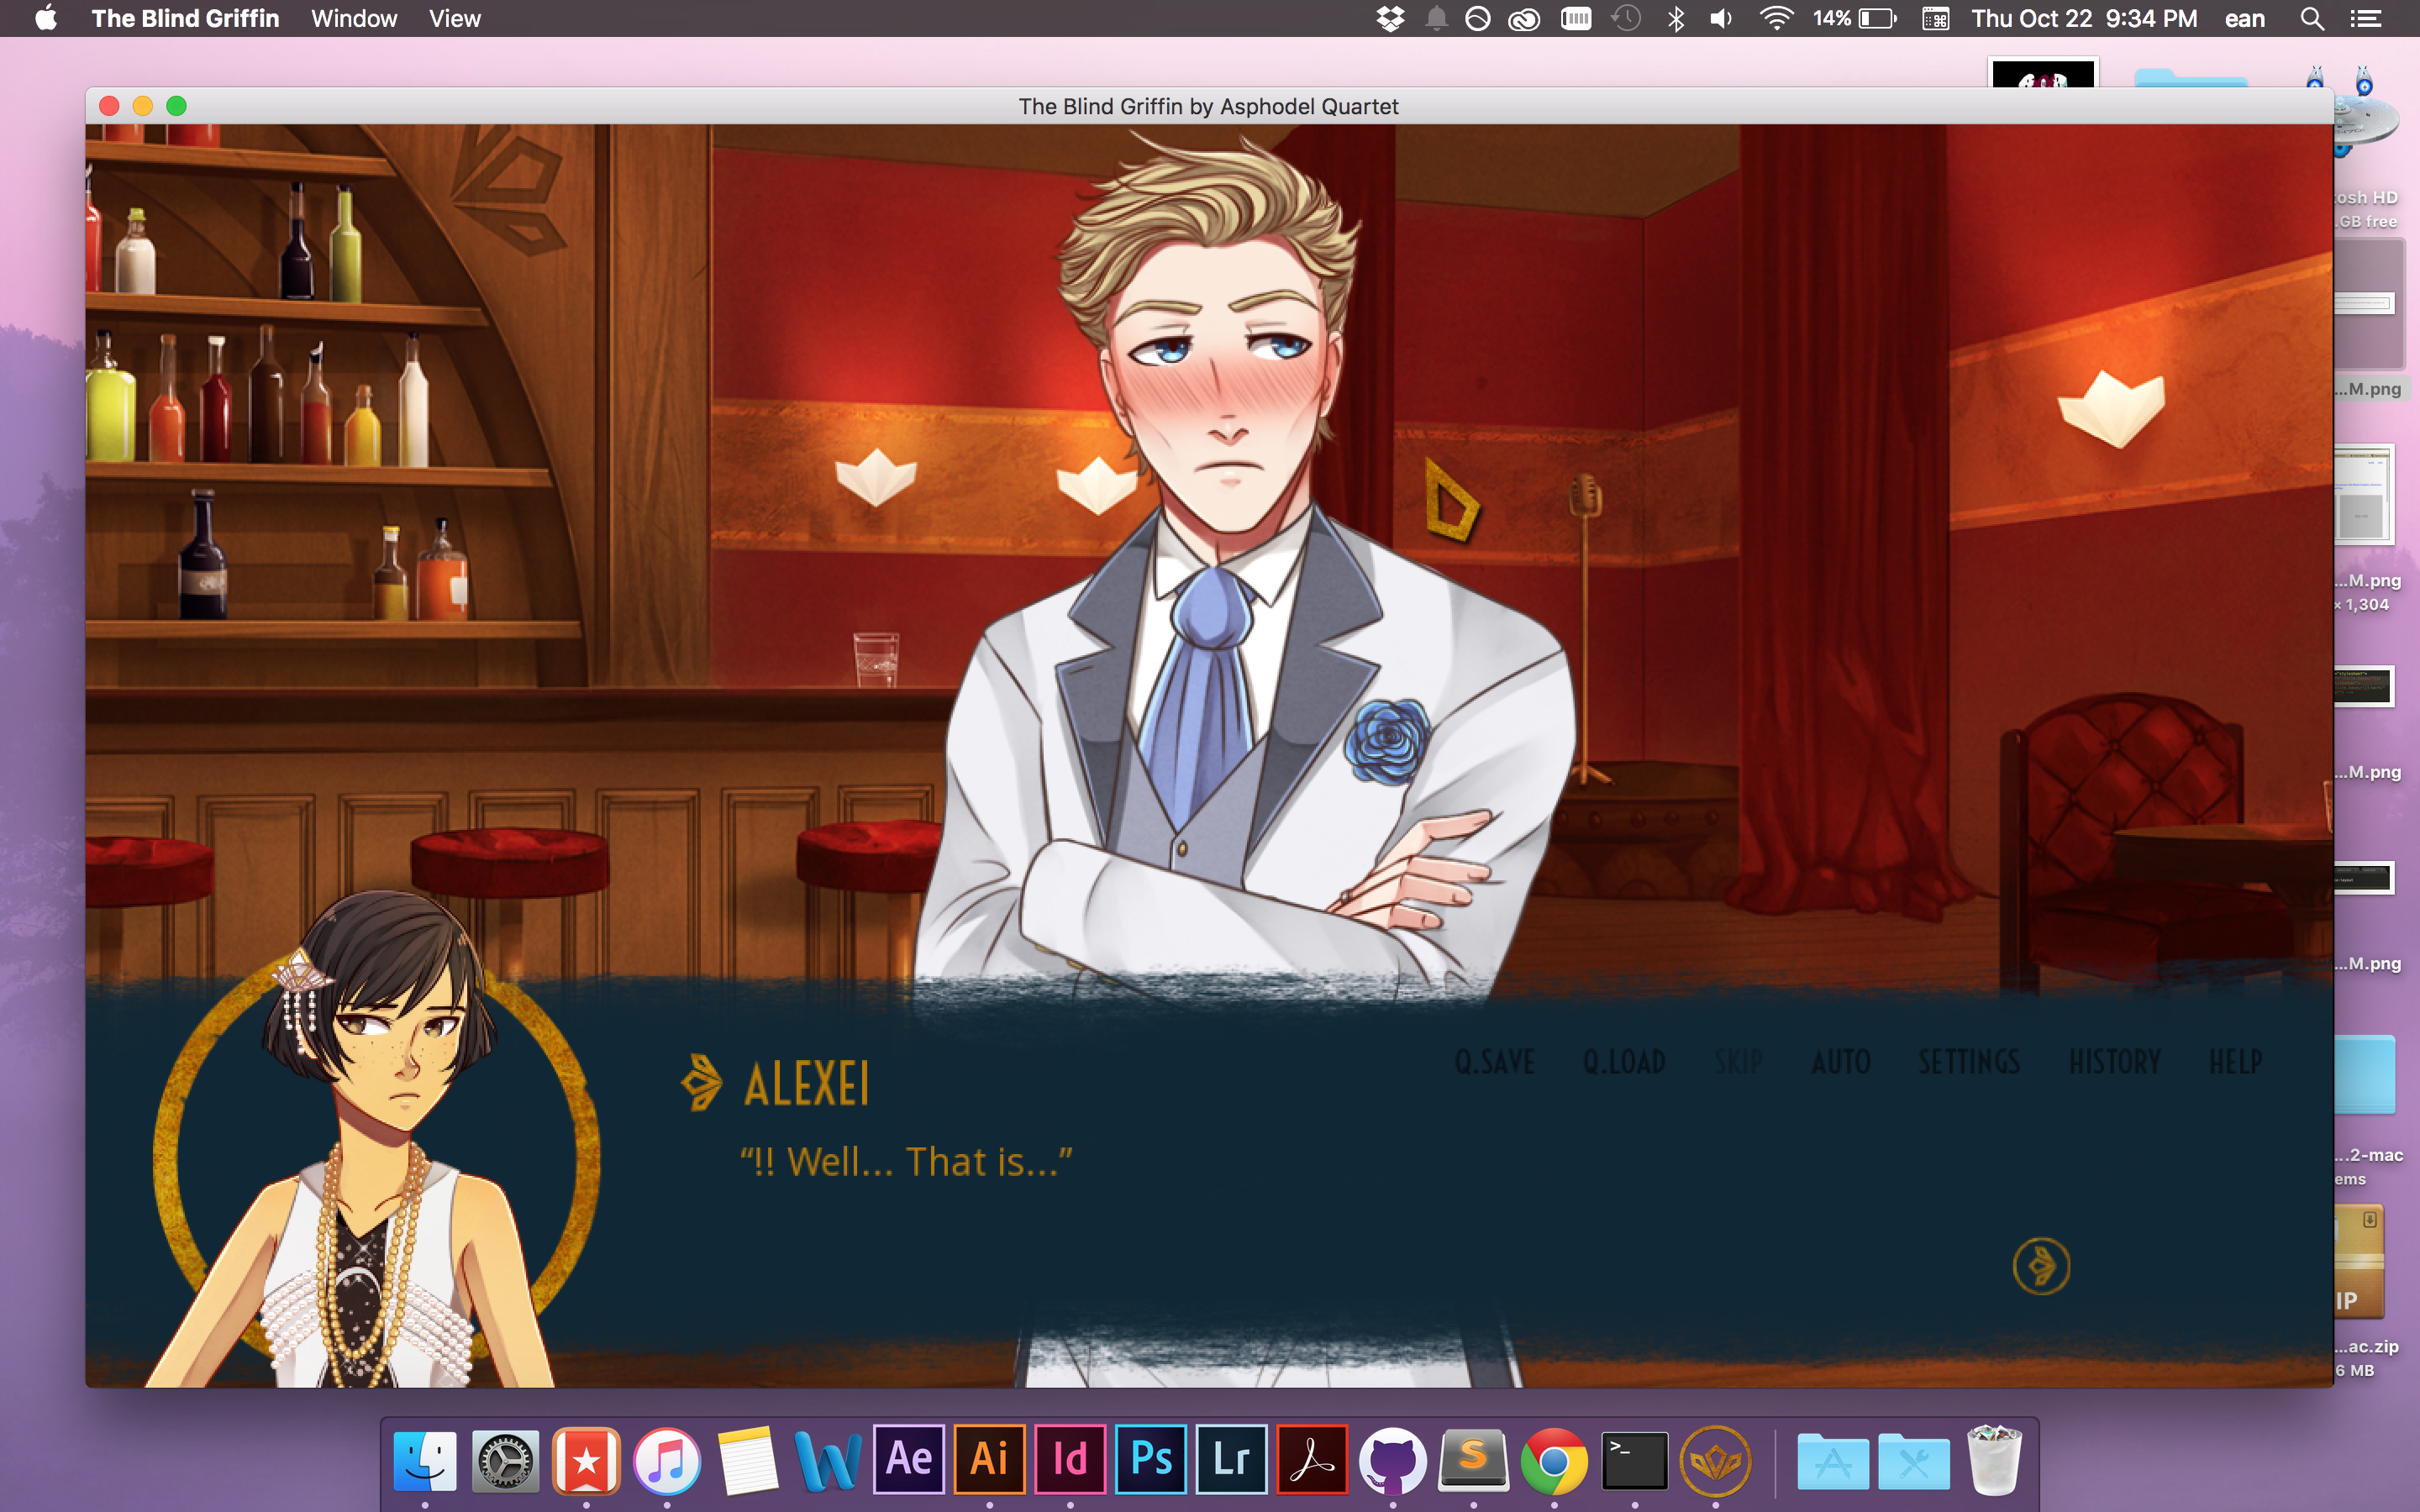 The Blind Griffin Window View 14% Thu Oct 22 9:34 PM ean
The Blind Griffin by Asphodel Quartet
osh HD
GB free
...M.png
...M.png
x 1,304
...M.png
...M.png
Q.SAVE Q.LOAD SKIP AUTO SETTINGS HISTORY HELP
ALEXEI
“!! Well... That is...”
...2-mac
ems
IP
...ac.zip
6 MB
Ae Ai Id Ps Lr S >_